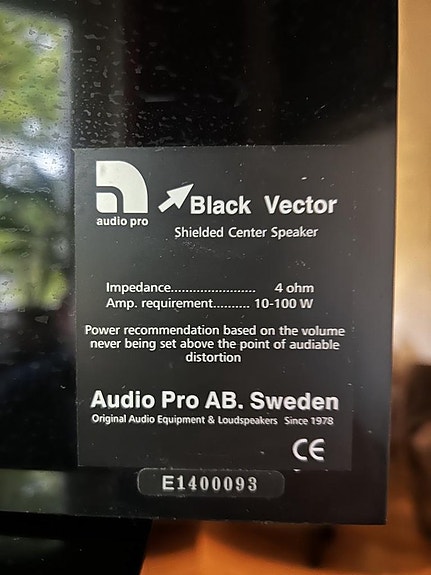 audio pro
Black Vector
Shielded Center Speaker
Impedance....................... 4 ohm
Amp. requirement.......... 10-100 W
Power recommendation based on the volume
never being set above the point of audiable
distortion
Audio Pro AB. Sweden
Original Audio Equipment & Loudspeakers Since 1978
CE
E1400093